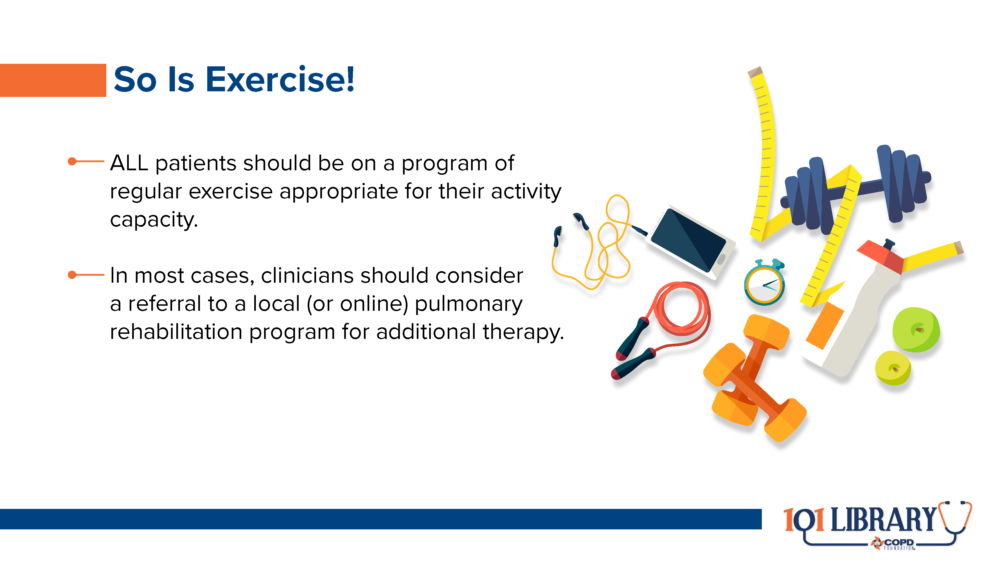 So Is Exercise!
ALL patients should be on a program of
regular exercise appropriate for their activity
capacity.
In most cases, clinicians should consider
a referral to a local (or online) pulmonary
rehabilitation program for additional therapy.
101 LIBRARY
COPD
FOUNDATION®